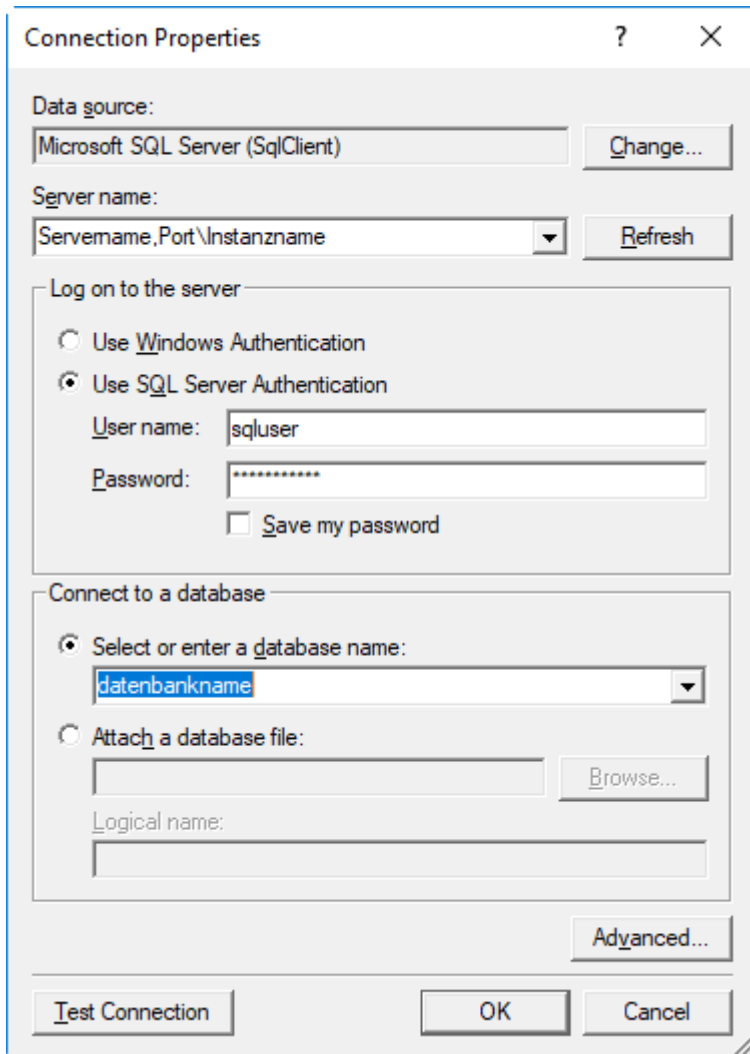 Connection Properties ? X
Data source:
Microsoft SQL Server (SqlClient) Change...
Server name:
Servername,Port\Instanzname Refresh
Log on to the server
Use Windows Authentication
Use SQL Server Authentication
User name: sqluser
Password: ***********
Save my password
Connect to a database
Select or enter a database name:
datenbankname
Attach a database file:
Browse...
Logical name:
Advanced...
Test Connection OK Cancel